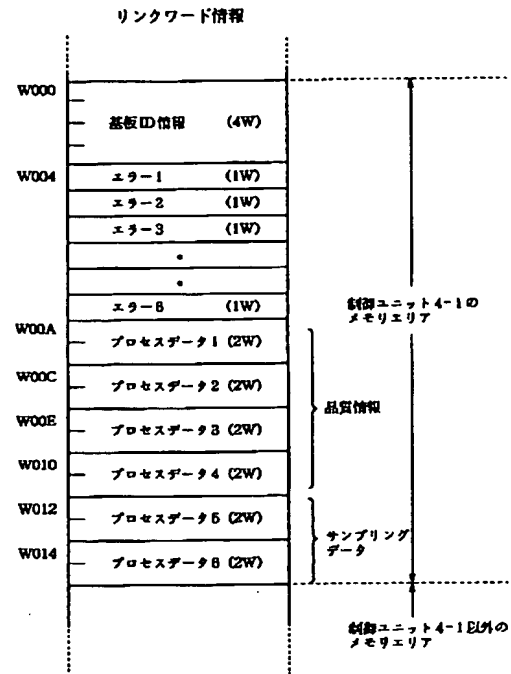 リンクワード情報
W000
基板ID情報 (4W)
W004
エラー1 (1W)
エラー2 (1W)
エラー3 (1W)
エラー6 (1W)
W00A
プロセスデータ1 (2W)
W00C
プロセスデータ2 (2W)
W00E
プロセスデータ3 (2W)
W010
プロセスデータ4 (2W)
W012
プロセスデータ5 (2W)
W014
プロセスデータ6 (2W)
品質情報
サンプリング
データ
制御ユニット4-1の
メモリエリア
制御ユニット4-1以外の
メモリエリア